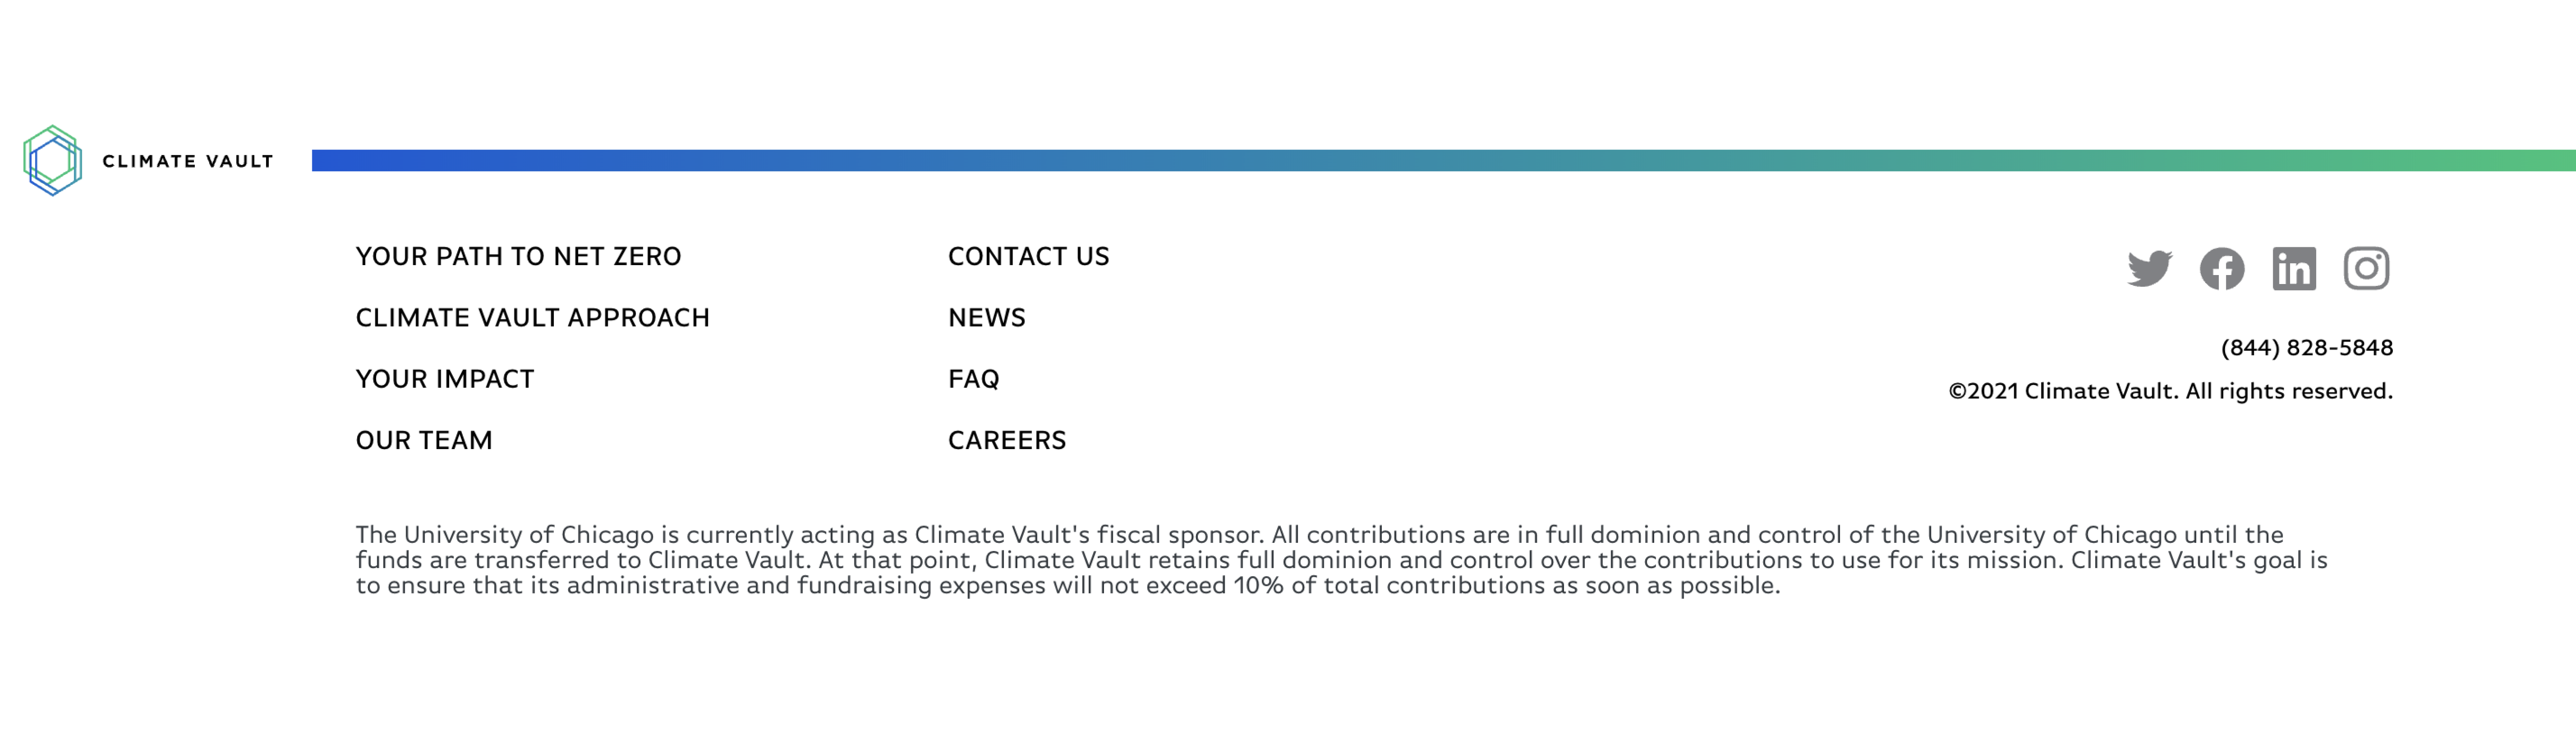 CLIMATE VAULT
YOUR PATH TO NET ZERO
CLIMATE VAULT APPROACH
YOUR IMPACT
OUR TEAM
CONTACT US
NEWS
FAQ
CAREERS
in
(844) 828-5848
©2021 Climate Vault. All rights reserved.
The University of Chicago is currently acting as Climate Vault's fiscal sponsor. All contributions are in full dominion and control of the University of Chicago until the
funds are transferred to Climate Vault. At that point, Climate Vault retains full dominion and control over the contributions to use for its mission. Climate Vault's goal is
to ensure that its administrative and fundraising expenses will not exceed 10% of total contributions as soon as possible.